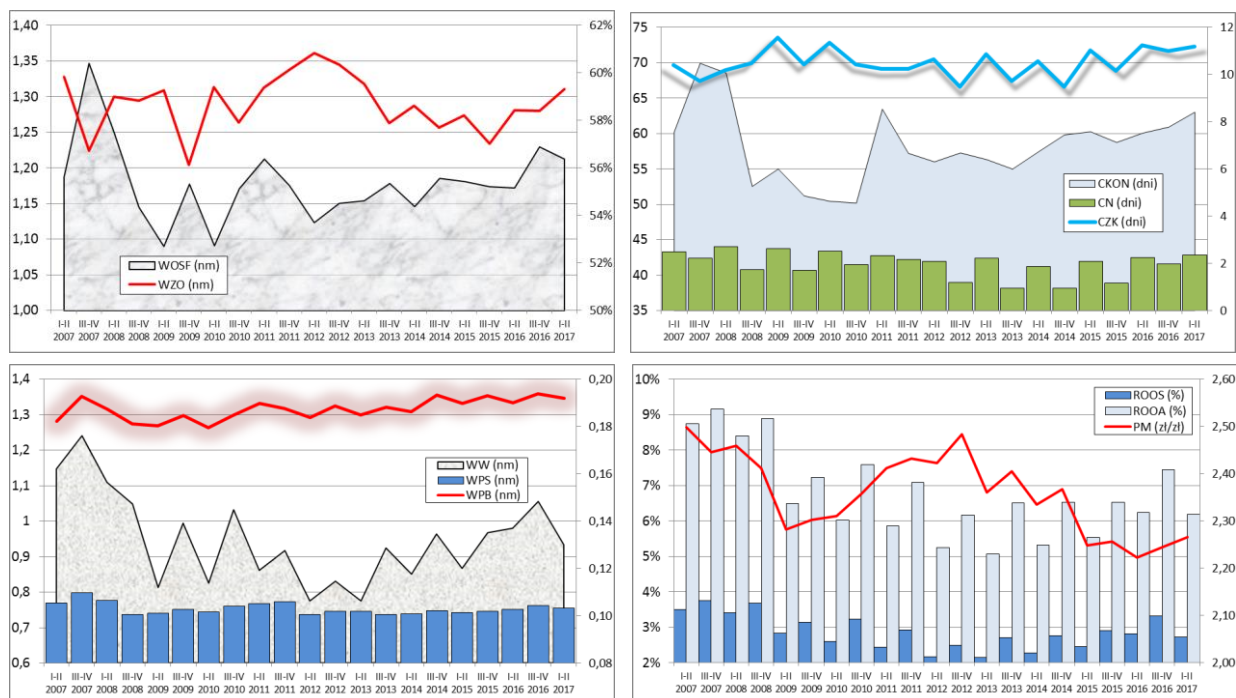 1,40 62%
1,35 60%
1,30
1,25 58%
1,20 56%
1,15 54%
1,10
1,05 52%
1,00 50%
WOSF (nm)
WZO (nm)
I-II III-IV I-II III-IV I-II III-IV I-II III-IV I-II III-IV I-II III-IV I-II III-IV I-II III-IV I-II III-IV I-II III-IV I-II
2007 2007 2008 2008 2009 2009 2010 2010 2011 2011 2012 2012 2013 2013 2014 2014 2015 2015 2016 2016 2017
75 12
70 10
65
60 8
55 6
50 4
45
40 2
35 0
CKON (dni)
CN (dni)
CZK (dni)
I-II III-IV I-II III-IV I-II III-IV I-II III-IV I-II III-IV I-II III-IV I-II III-IV I-II III-IV I-II III-IV I-II III-IV I-II
2007 2007 2008 2008 2009 2009 2010 2010 2011 2011 2012 2012 2013 2013 2014 2014 2015 2015 2016 2016 2017
1,4 0,20
1,3 0,18
1,2
1,1 0,16
1 0,14
0,9 0,12
0,8
0,7 0,10
0,6 0,08
WW (nm)
WPS (nm)
WPB (nm)
I-II III-IV I-II III-IV I-II III-IV I-II III-IV I-II III-IV I-II III-IV I-II III-IV I-II III-IV I-II III-IV I-II III-IV I-II
2007 2007 2008 2008 2009 2009 2010 2010 2011 2011 2012 2012 2013 2013 2014 2014 2015 2015 2016 2016 2017
10% 2,60
9% 2,50
8%
7% 2,40
6% 2,30
5% 2,20
4%
3% 2,10
2% 2,00
ROOS (%)
ROOA (%)
PM (zł/zł)
I-II III-IV I-II III-IV I-II III-IV I-II III-IV I-II III-IV I-II III-IV I-II III-IV I-II III-IV I-II III-IV I-II III-IV I-II
2007 2007 2008 2008 2009 2009 2010 2010 2011 2011 2012 2012 2013 2013 2014 2014 2015 2015 2016 2016 2017